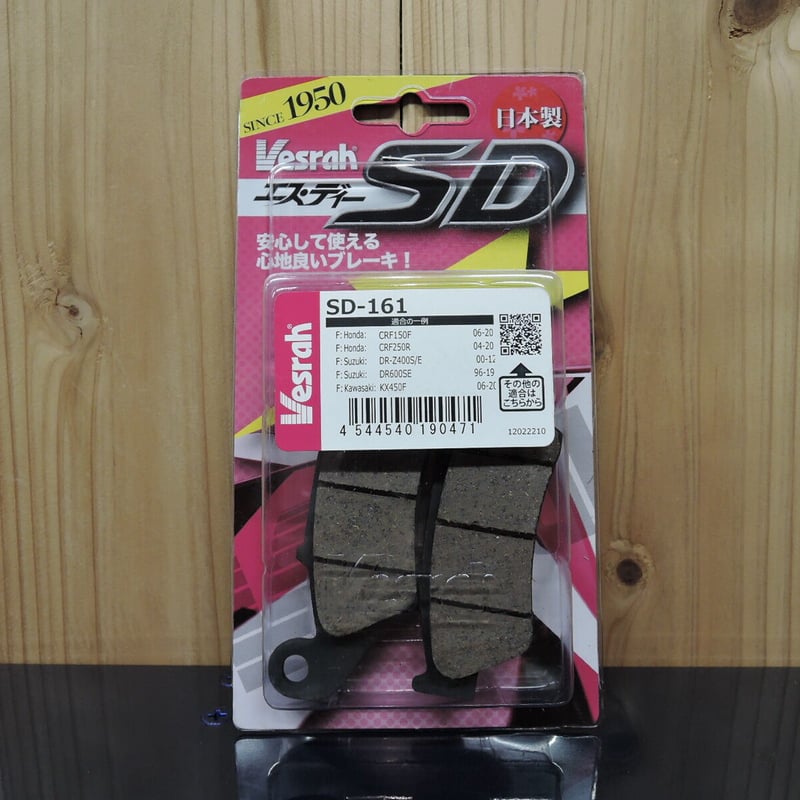 SINCE 1950
日本製
Vesrah
SD
エス・ディー
安心して使える
心地良いブレーキ！
Vesrah
SD-161
適合の一例
F: Honda: CRF150F 06-20
F: Honda: CRF250R 04-20
F: Suzuki: DR-Z400S/E 00-12
F: Suzuki: DR600SE 96-19
F: Kawasaki: KX450F 06-20
その他の
適合は
こちらから
4 544540 190471
12022210
Vesrah